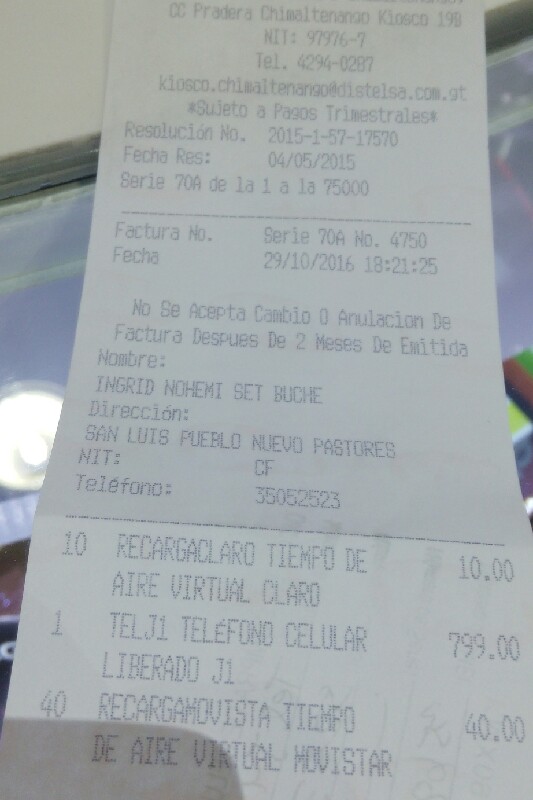 CC Pradera Chimaltenango Kiosco 19D
NIT: 97976-7
Tel. 4294-0287
kiosco.chimaltenango@distelsa.com.gt
*Sujeto a Pagos Trimestrales*
Resolución No. 2015-1-57-17570
Fecha Res: 04/05/2015
Serie 70A de la 1 a la 75000
Factura No. Serie 70A No. 4750
Fecha 29/10/2016 18:21:25
No Se Acepta Cambio O Anulacion De
Factura Despues De 2 Meses De Emitida
Nombre:
INGRID NOHEMI SET BUCHE
Dirección:
SAN LUIS PUEBLO NUEVO PASTORES
NIT: CF
Teléfono: 35052523
10 RECARGACLARO TIEMPO DE 10.00
AIRE VIRTUAL CLARO
1 TELJ1 TELéFONO CELULAR 799.00
LIBERADO J1
40 RECARGAMOVISTA TIEMPO 40.00
DE AIRE VIRTUAL MOVISTAR